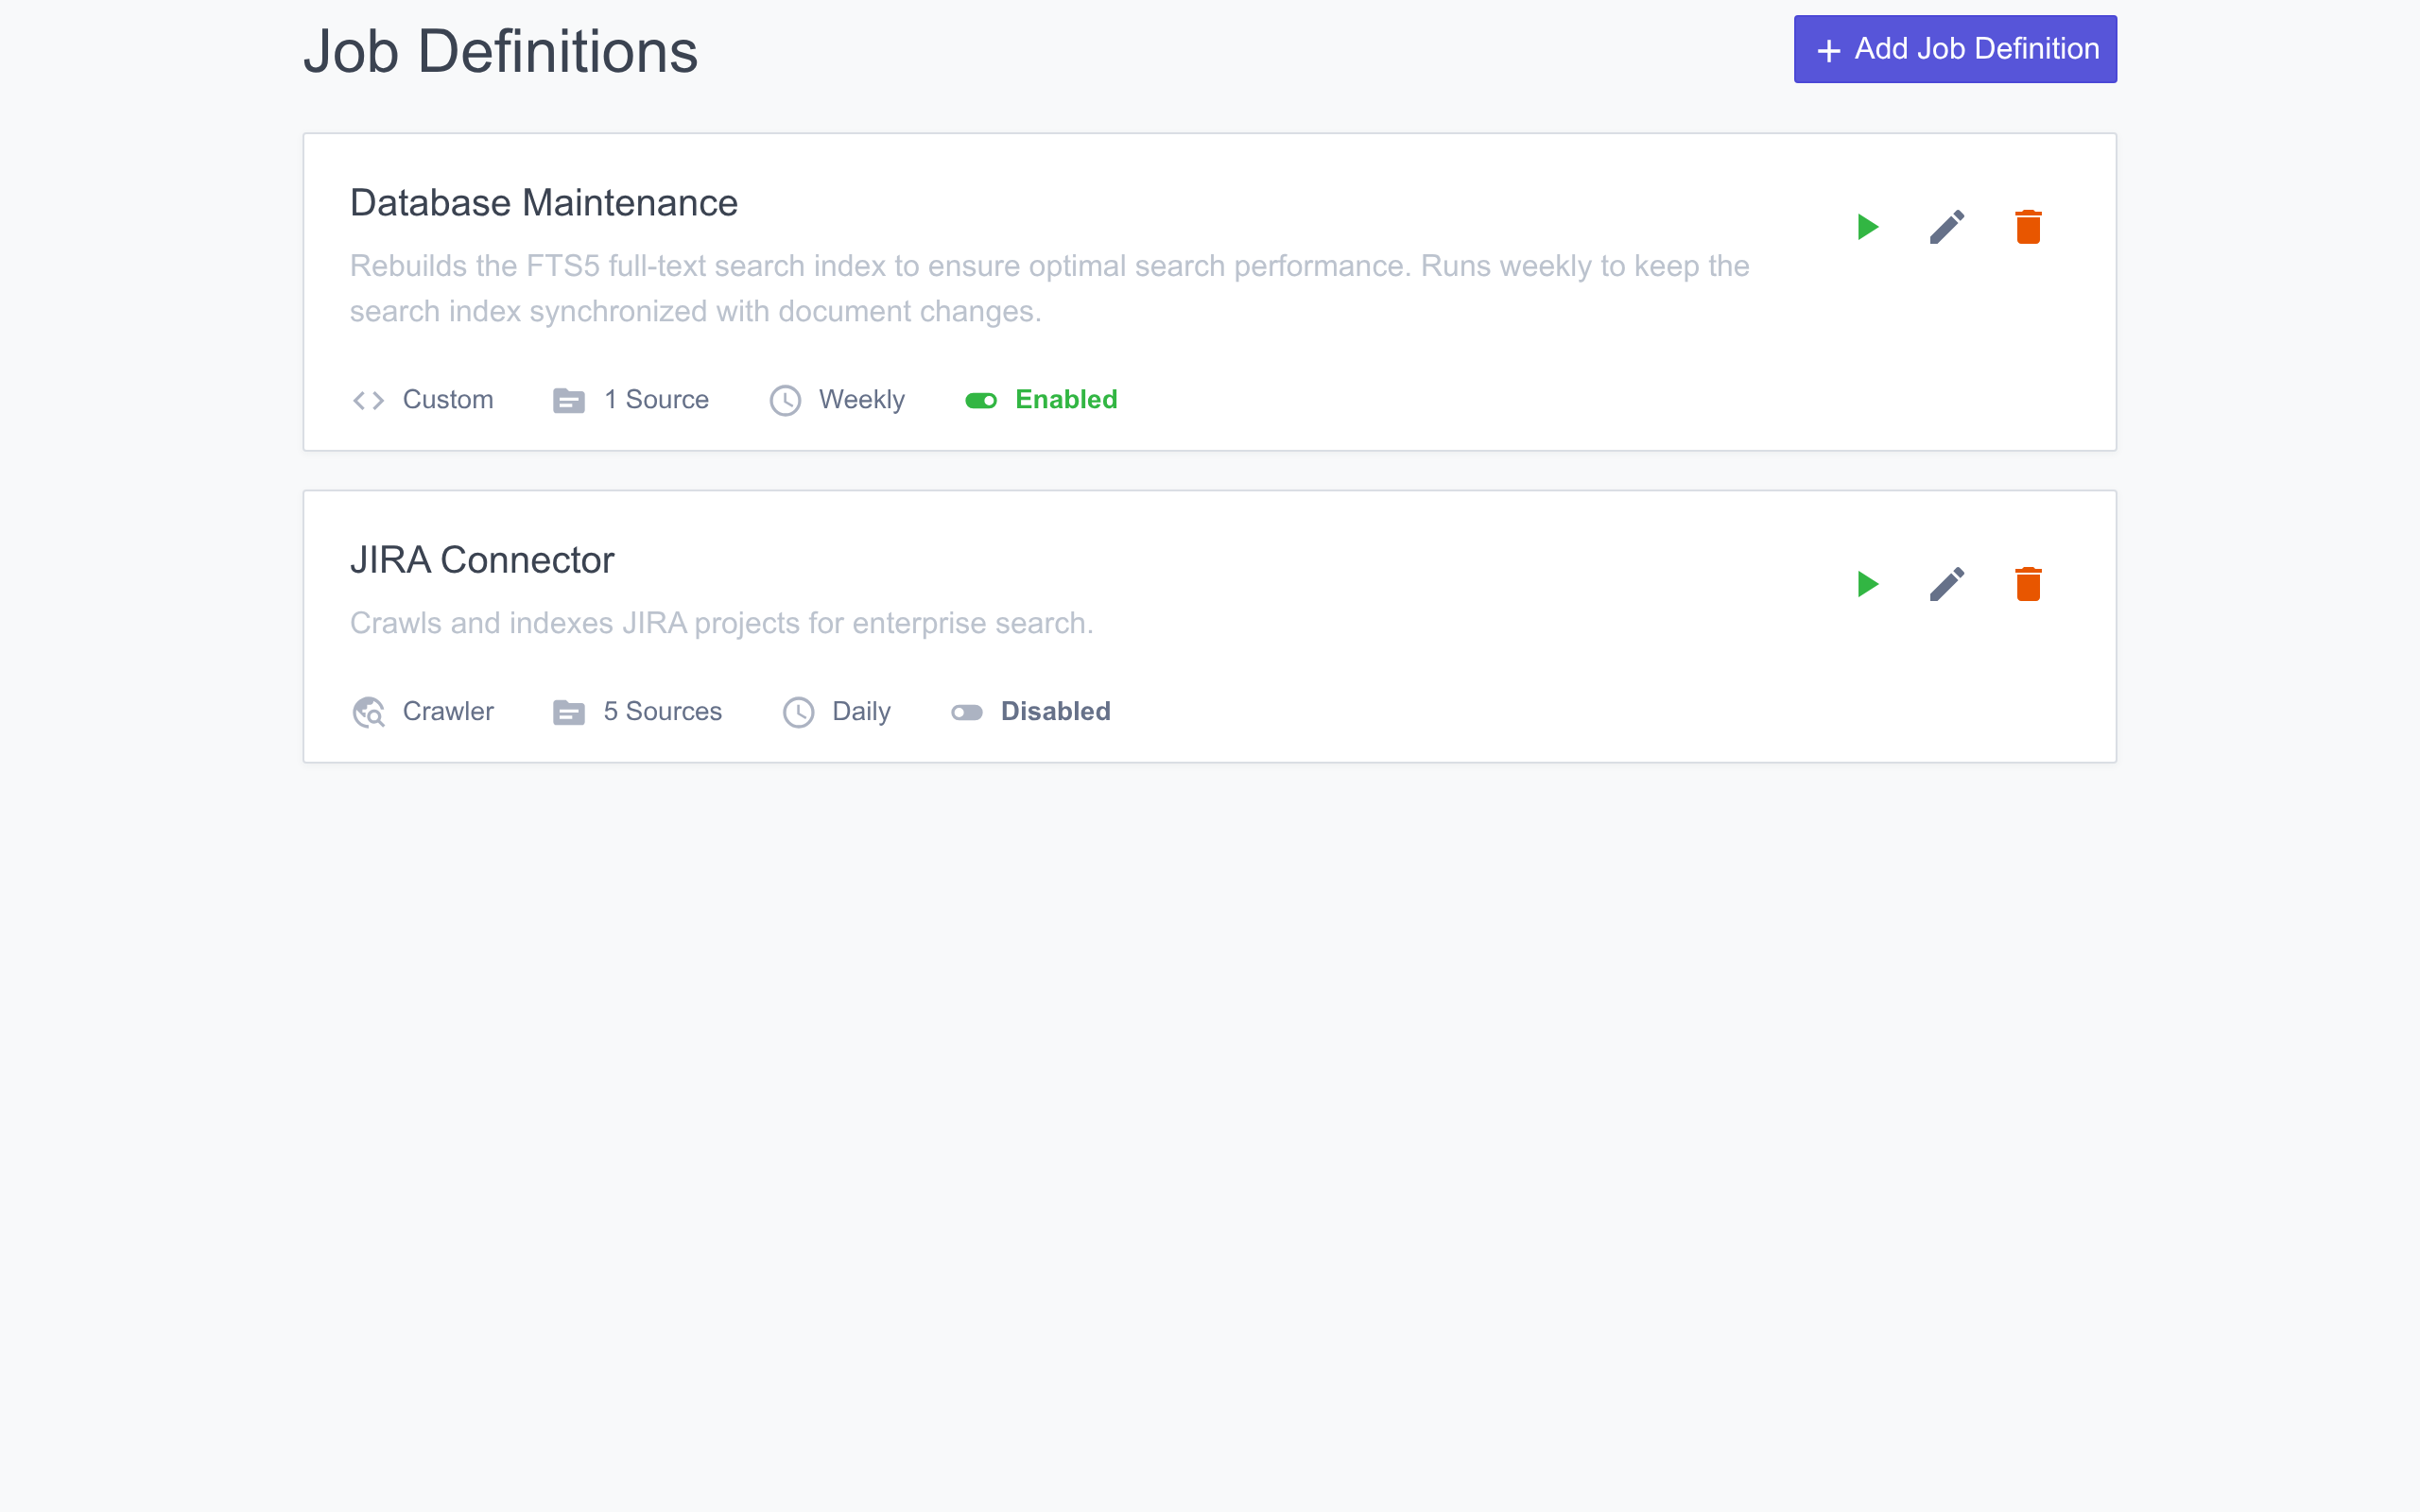 Job Definitions
+ Add Job Definition
Database Maintenance
Rebuilds the FTS5 full-text search index to ensure optimal search performance. Runs weekly to keep the
search index synchronized with document changes.
Custom
1 Source
Weekly
Enabled
JIRA Connector
Crawls and indexes JIRA projects for enterprise search.
Crawler
5 Sources
Daily
Disabled